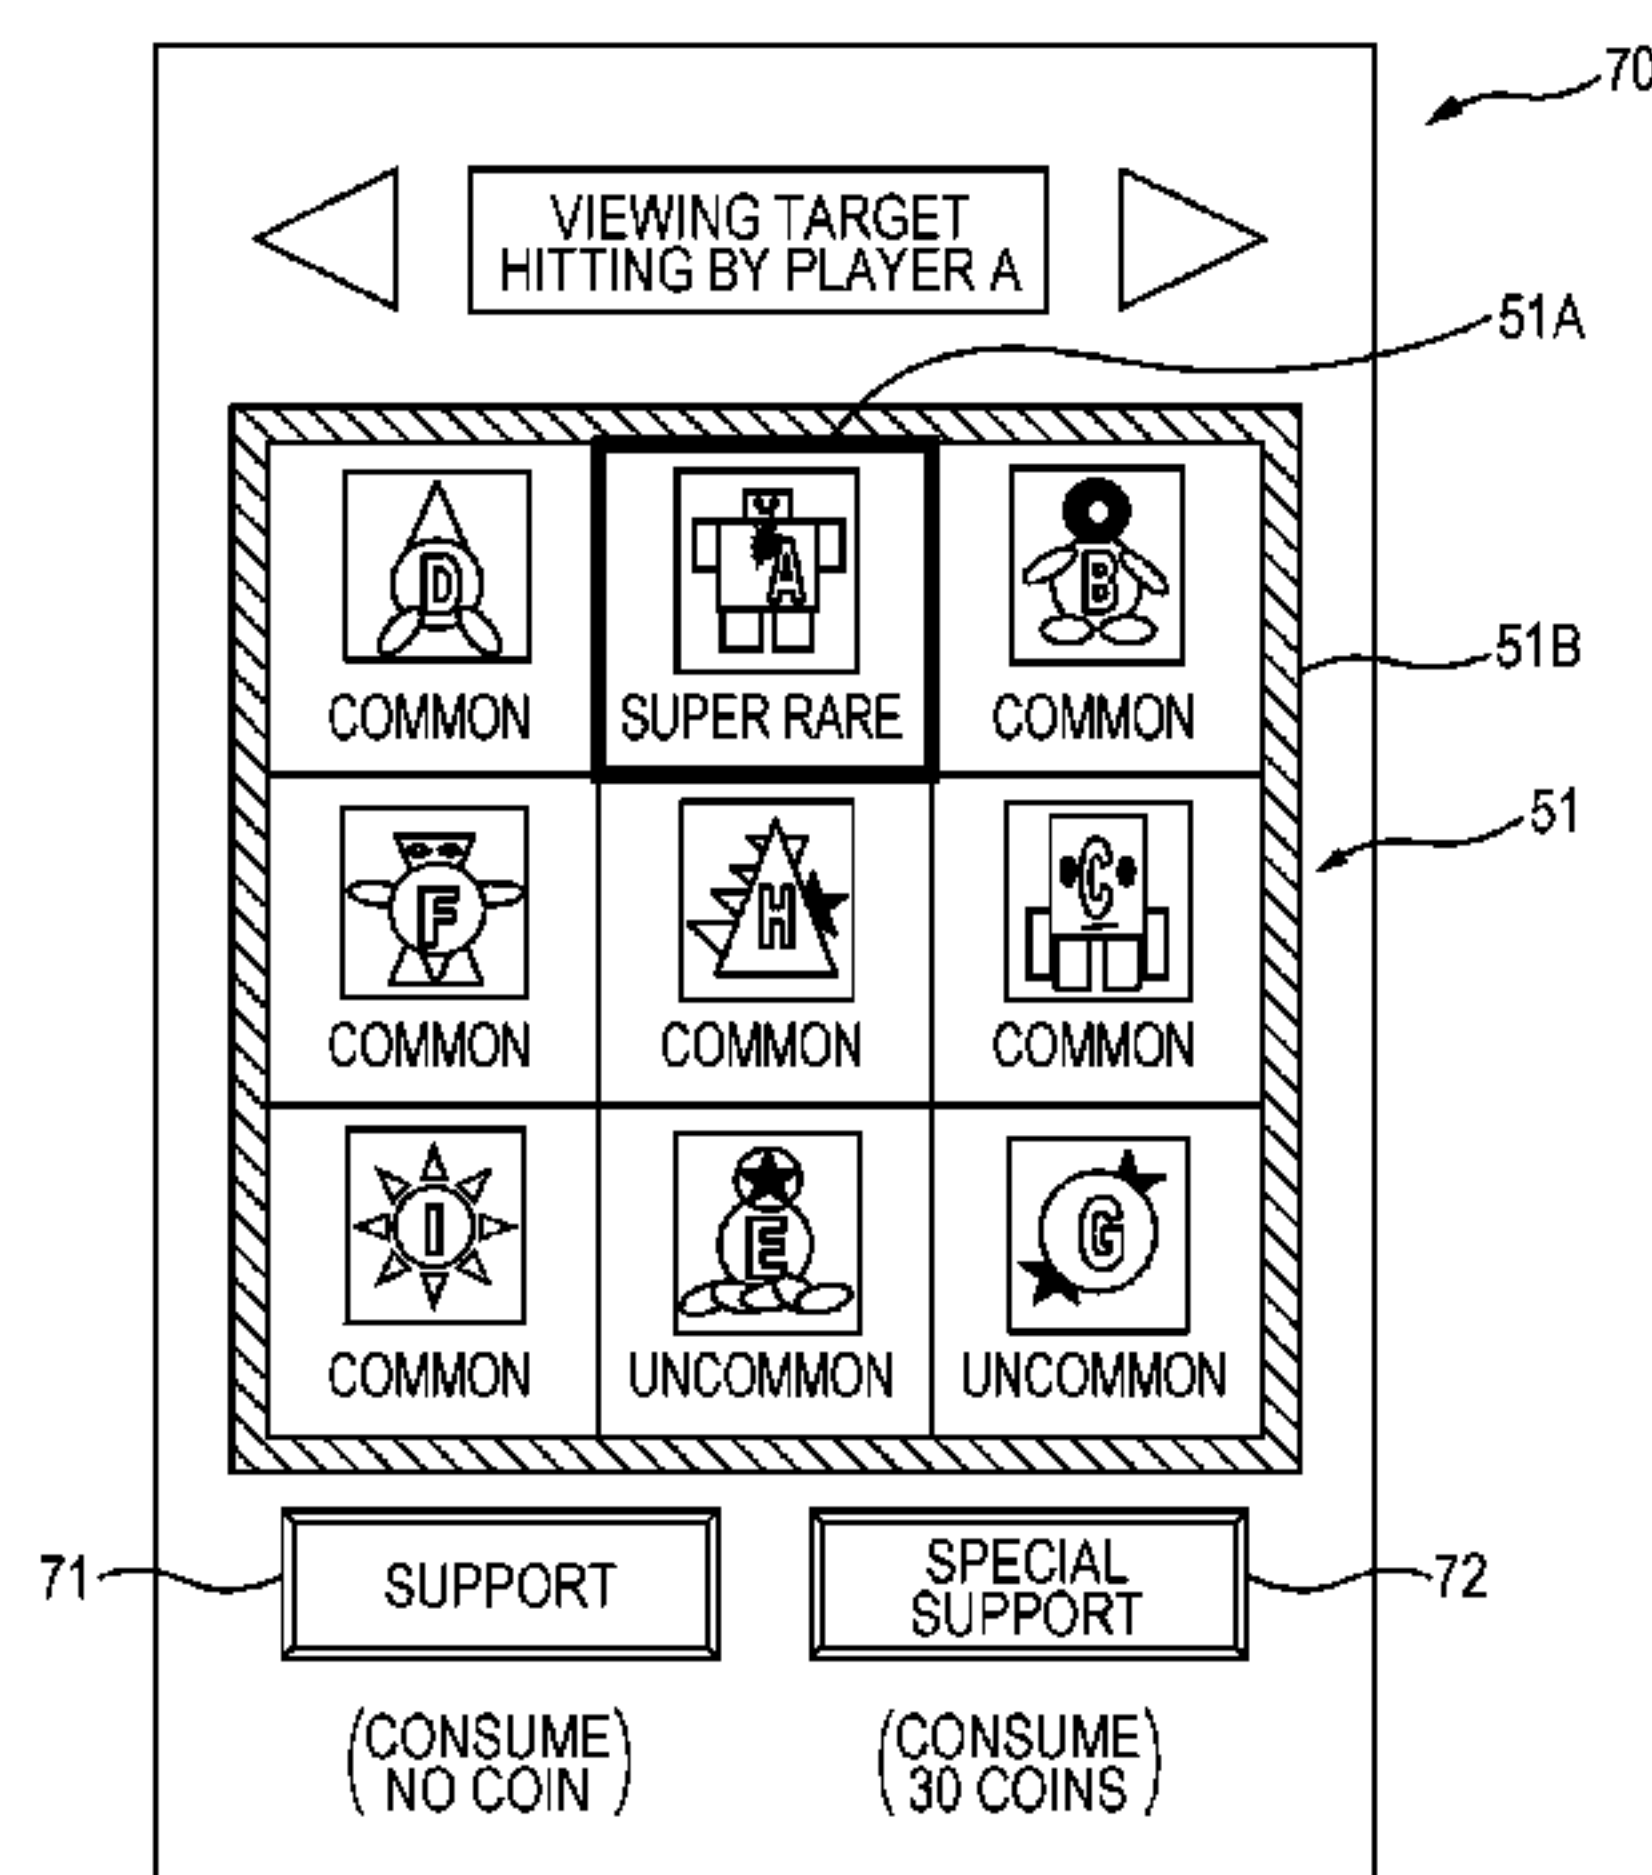 70
VIEWING TARGET
HITTING BY PLAYER A
51A
D
A
B
COMMON
SUPER RARE
COMMON
51B
F
H
C
COMMON
COMMON
COMMON
51
I
E
G
COMMON
UNCOMMON
UNCOMMON
71
SUPPORT
SPECIAL
SUPPORT
72
(CONSUME
NO COIN)
(CONSUME
30 COINS)